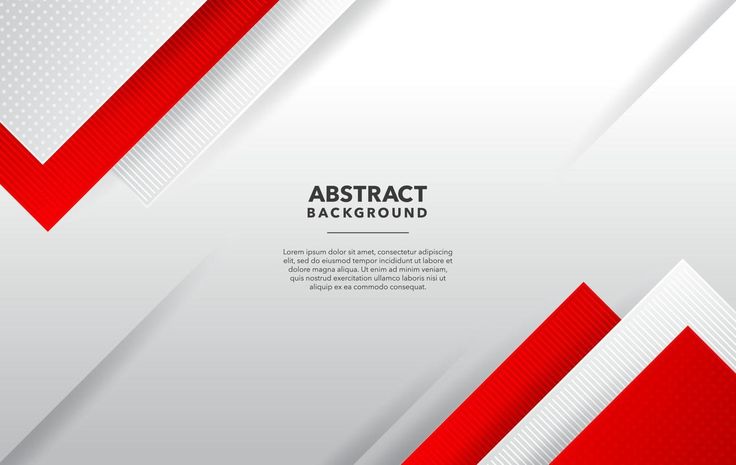 ABSTRACT
BACKGROUND
Lorem ipsum dolor sit amet, consectetur adipiscing
elit, sed do eiusmod tempor incididunt ut labore et
dolore magna aliqua. Ut enim ad minim veniam,
quis nostrud exercitation ullamco laboris nisi ut
aliquip ex ea commodo consequat.